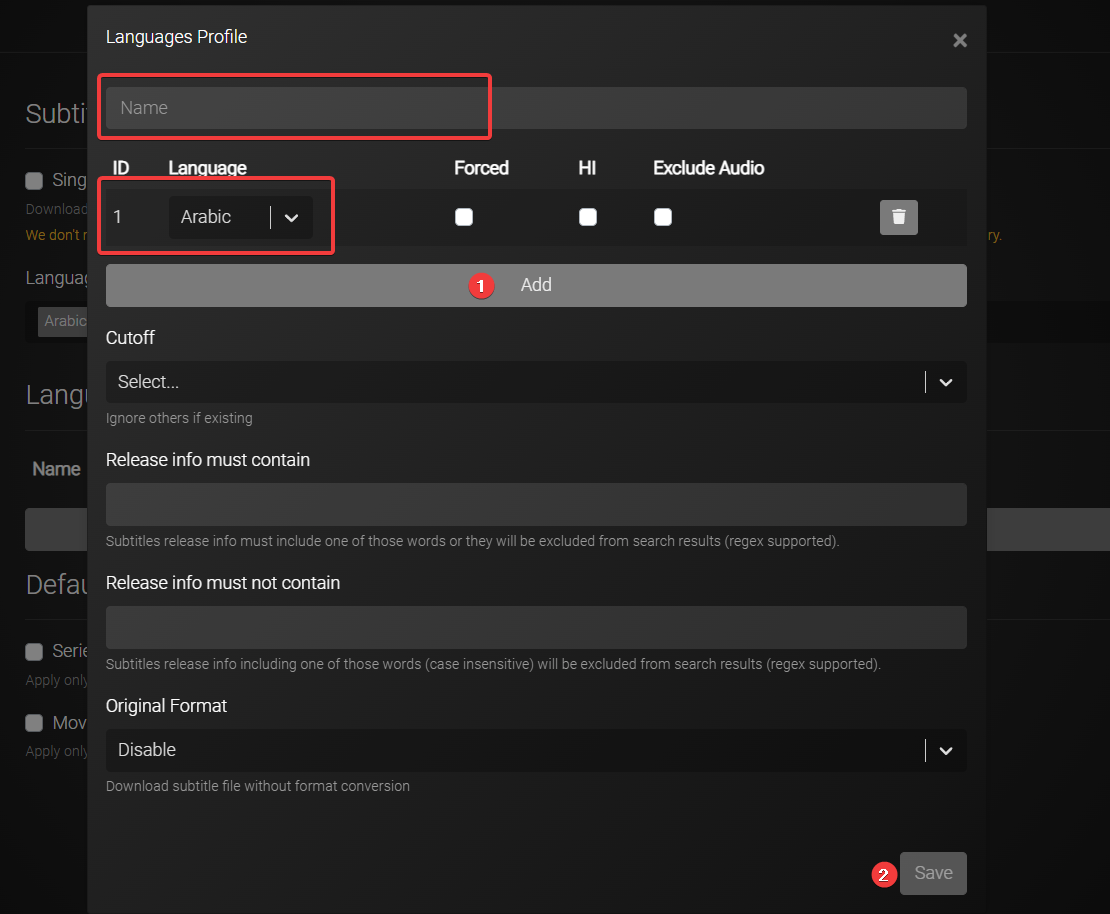 Languages Profile
Subti
Name
ID Language Forced HI Exclude Audio
Sing
1 Arabic
Download
We don't r
ry.
Languag
1 Add
Arabic
Cutoff
Select...
Langu
Ignore others if existing
Release info must contain
Name
Subtitles release info must include one of those words or they will be excluded from search results (regex supported).
Defau
Release info must not contain
Serie
Subtitles release info including one of those words (case insensitive) will be excluded from search results (regex supported).
Apply only
Original Format
Mov
Disable
Apply only
Download subtitle file without format conversion
2 Save